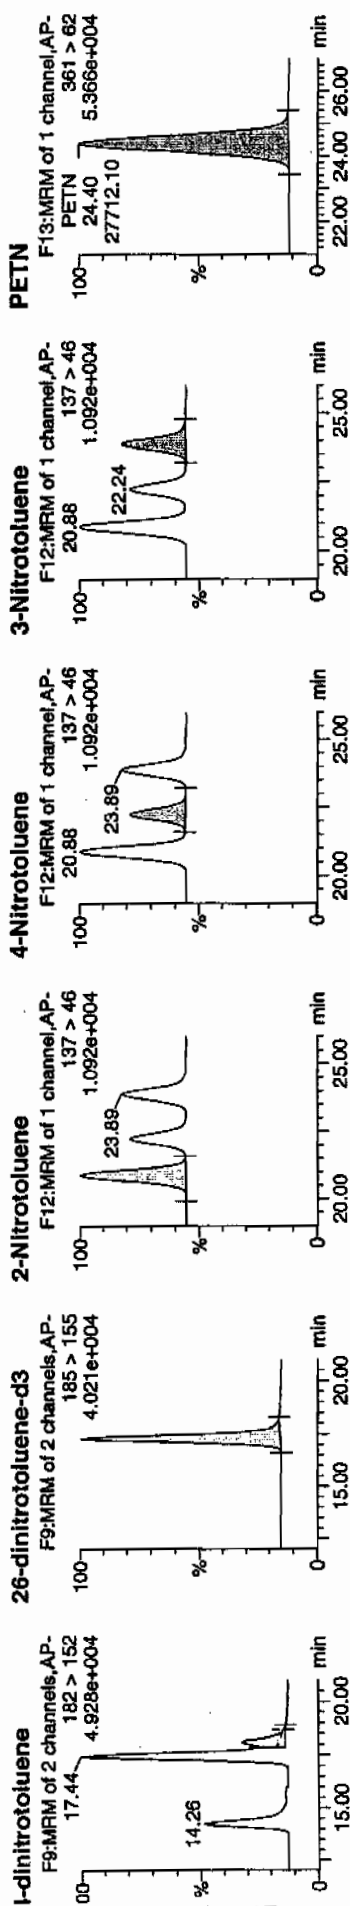 l-dinitrotoluene
F9:MRM of 2 channels,AP-
182 > 152
4.928e+004
17.44
14.26
00
15.00
20.00
min
26-dinitrotoluene-d3
F9:MRM of 2 channels,AP-
185 > 155
4.021e+004
100
%
0
15.00
20.00
min
2-Nitrotoluene
F12:MRM of 1 channel,AP-
137 > 46
1.092e+004
23.89
100
%
0
20.00
25.00
min
4-Nitrotoluene
F12:MRM of 1 channel,AP-
137 > 46
1.092e+004
20.88
23.89
100
%
0
20.00
25.00
min
3-Nitrotoluene
F12:MRM of 1 channel,AP-
137 > 46
1.092e+004
20.88
22.24
100
%
0
20.00
25.00
min
PETN
F13:MRM of 1 channel,AP-
361 > 62
5.366e+004
PETN
24.40
27712.10
100
%
0
22.00
24.00
26.00
min